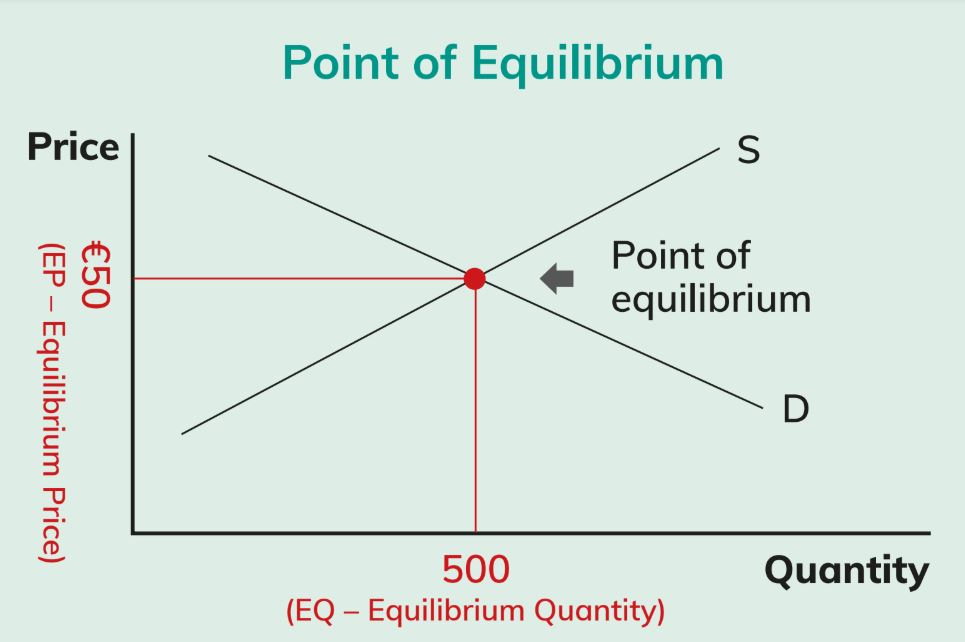 Point of Equilibrium
Price
S
€50
(EP – Equilibrium Price)
Point of
equilibrium
D
500
(EQ – Equilibrium Quantity)
Quantity